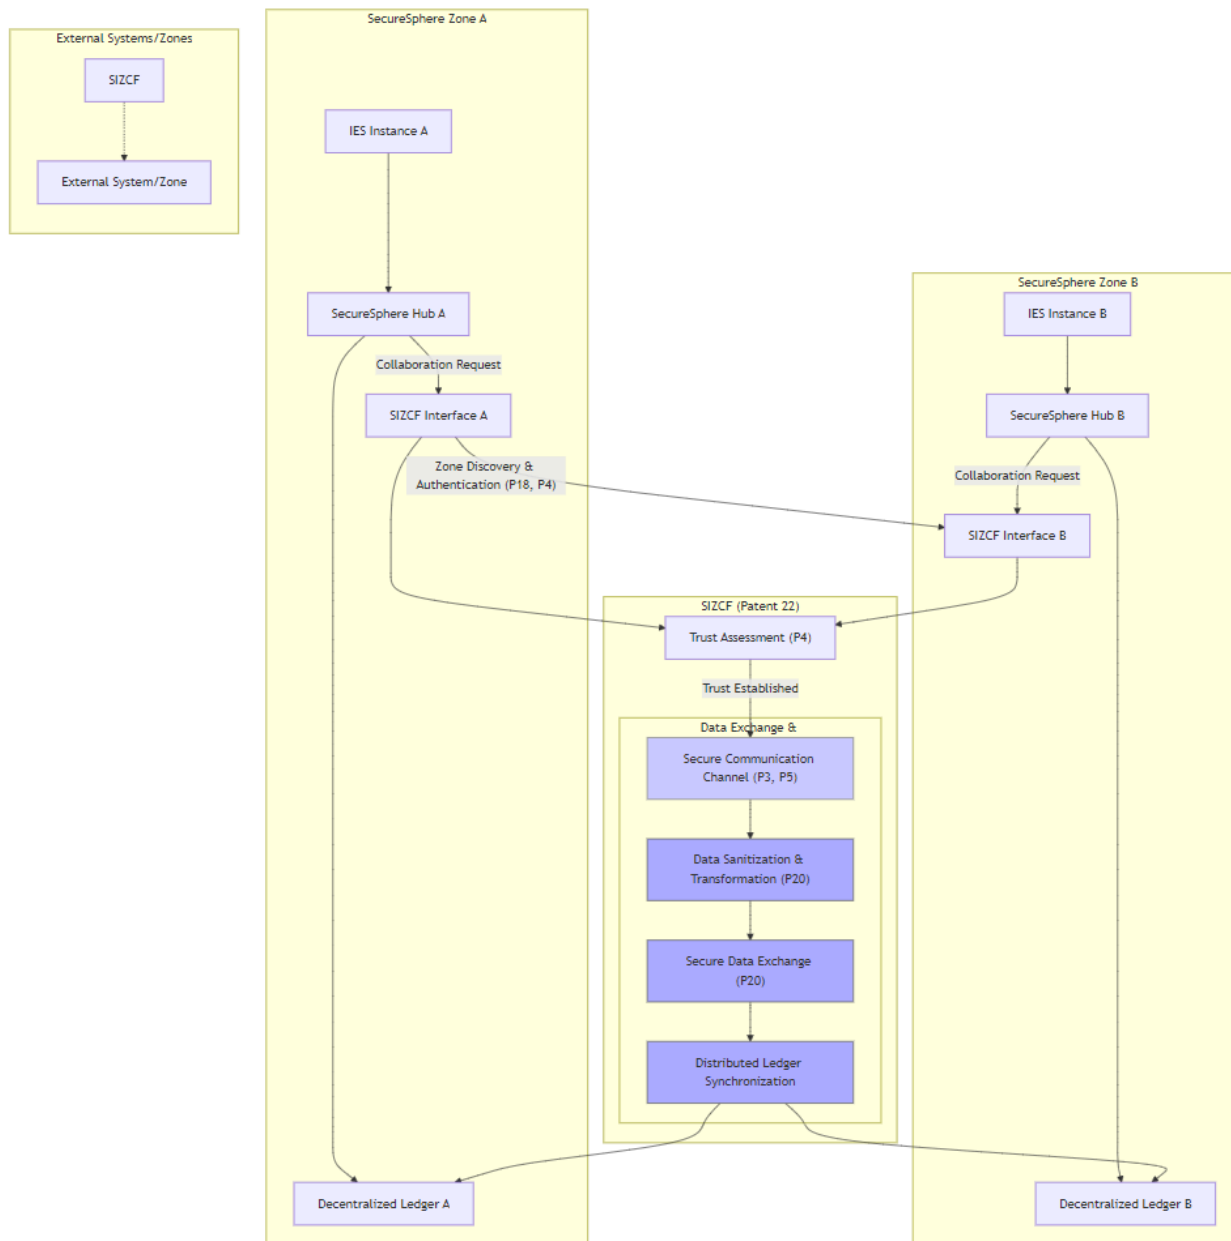 External Systems/Zones
SIZCF
External System/Zone
SecureSphere Zone A
IES Instance A
SecureSphere Hub A
Collaboration Request
SIZCF Interface A
Zone Discovery &
Authentication (P18, P4)
SecureSphere Zone B
IES Instance B
SecureSphere Hub B
Collaboration Request
SIZCF Interface B
SIZCF (Patent 22)
Trust Assessment (P4)
Trust Established
Data Exchange &
Secure Communication
Channel (P3, P5)
Data Sanitization &
Transformation (P20)
Secure Data Exchange
(P20)
Distributed Ledger
Synchronization
Decentralized Ledger A
Decentralized Ledger B